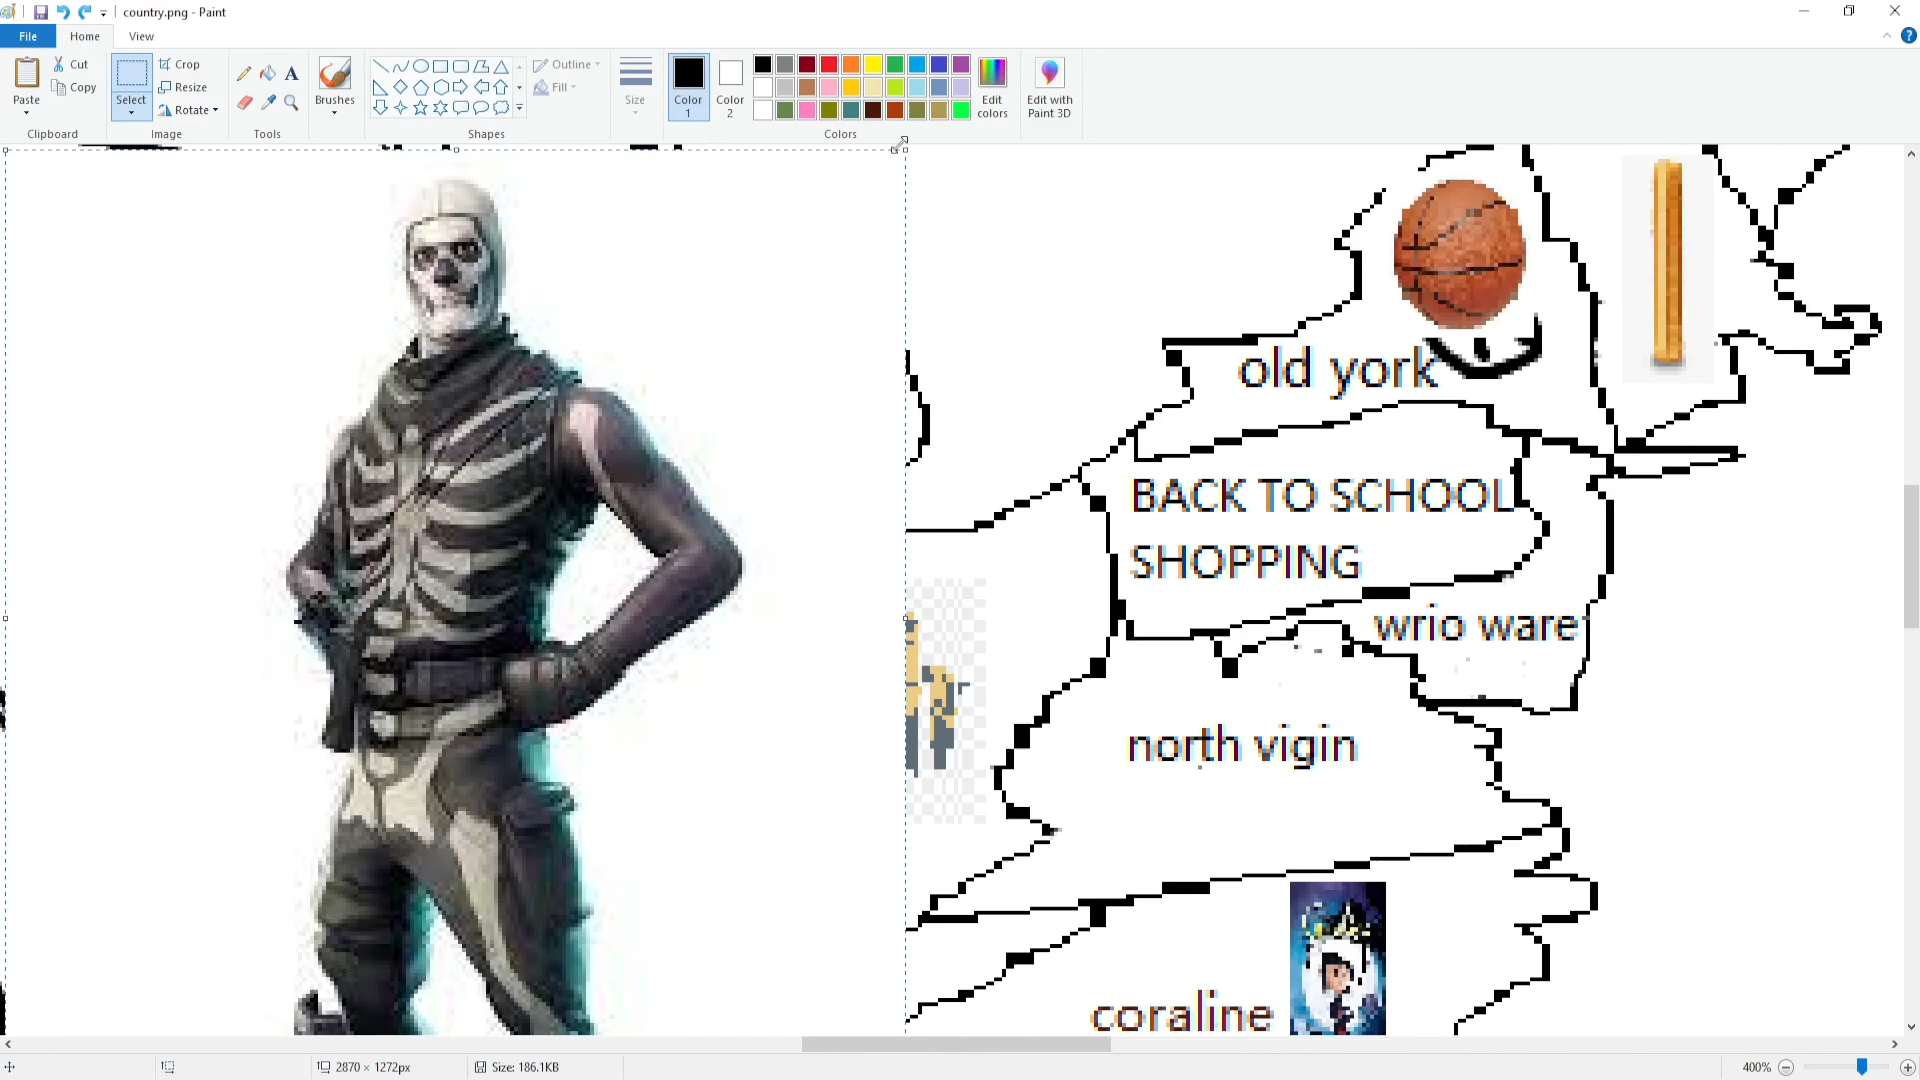 country.png - Paint
File
Home
View
Paste
Cut
Copy
Clipboard
Select
Crop
Resize
Rotate
Image
Tools
Brushes
Shapes
Outline
Fill
Size
Color
1
Color
2
Edit
colors
Colors
Edit with
Paint 3D
old york
BACK TO SCHOOL
SHOPPING
wrio ware
north vigin
coraline
2870 × 1272px
Size: 186.1KB
400%